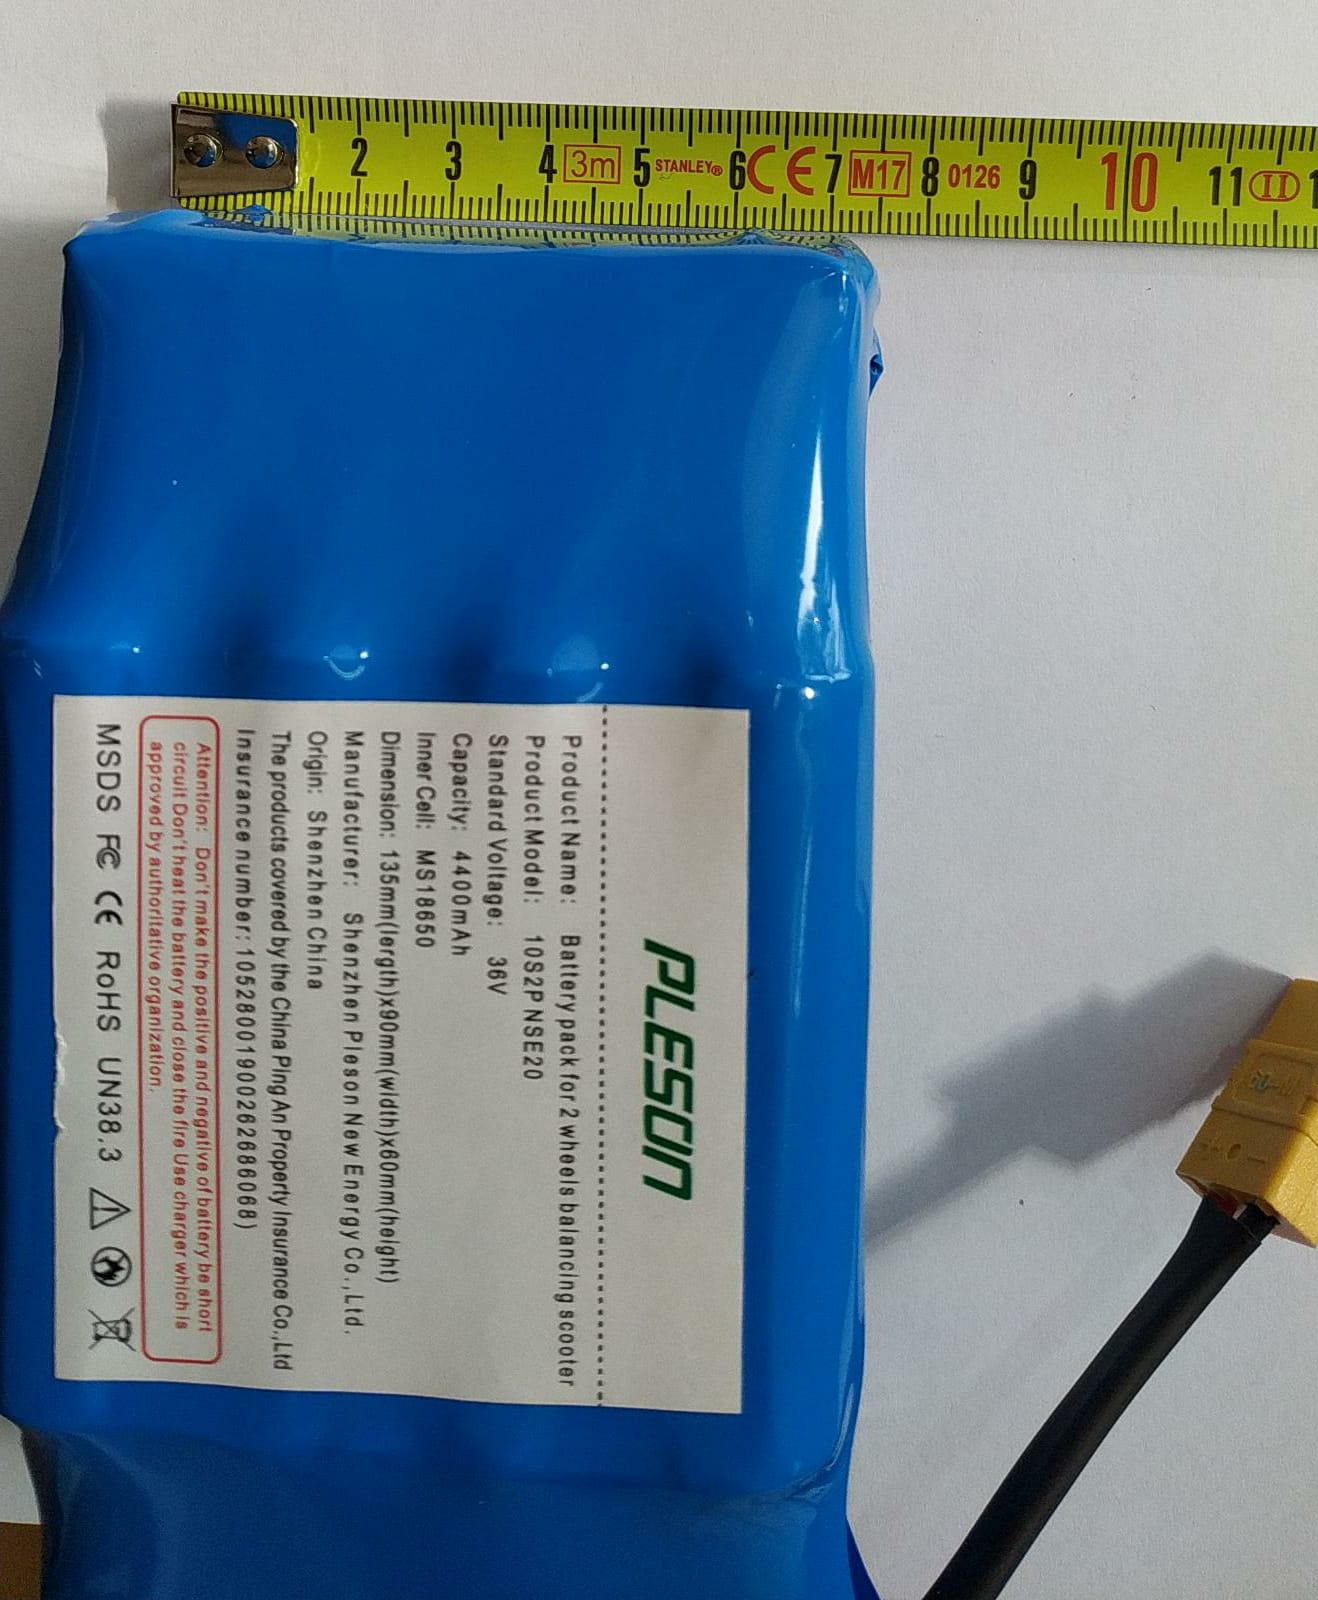 2 3 4 3m 5 STANLEY® 6 CE 7 M17 8 0126 9 10 11 II 1
PLESON
Product Name: Battery pack for 2 wheels balancing scooter
Product Model: 10S2P NSE20
Standard Voltage: 36V
Capacity: 4400mAh
Inner Cell: MS18650
Dimension: 135mm(lergth)x90mm(width)x60mm(height)
Manufacturer: Shenzhen Pleson New Energy Co.,Ltd.
Origin: Shenzhen China
The products covered by the China Ping An Property Insurance Co.,Ltd
Insurance number: 10528001900262686068)
Attention: Don't make the positive and negative of battery be short
circuit Don't heat the battery and close the fire Use charger which is
approved by authoritative organization.
MSDS FC CE RoHS UN38.3
+ -